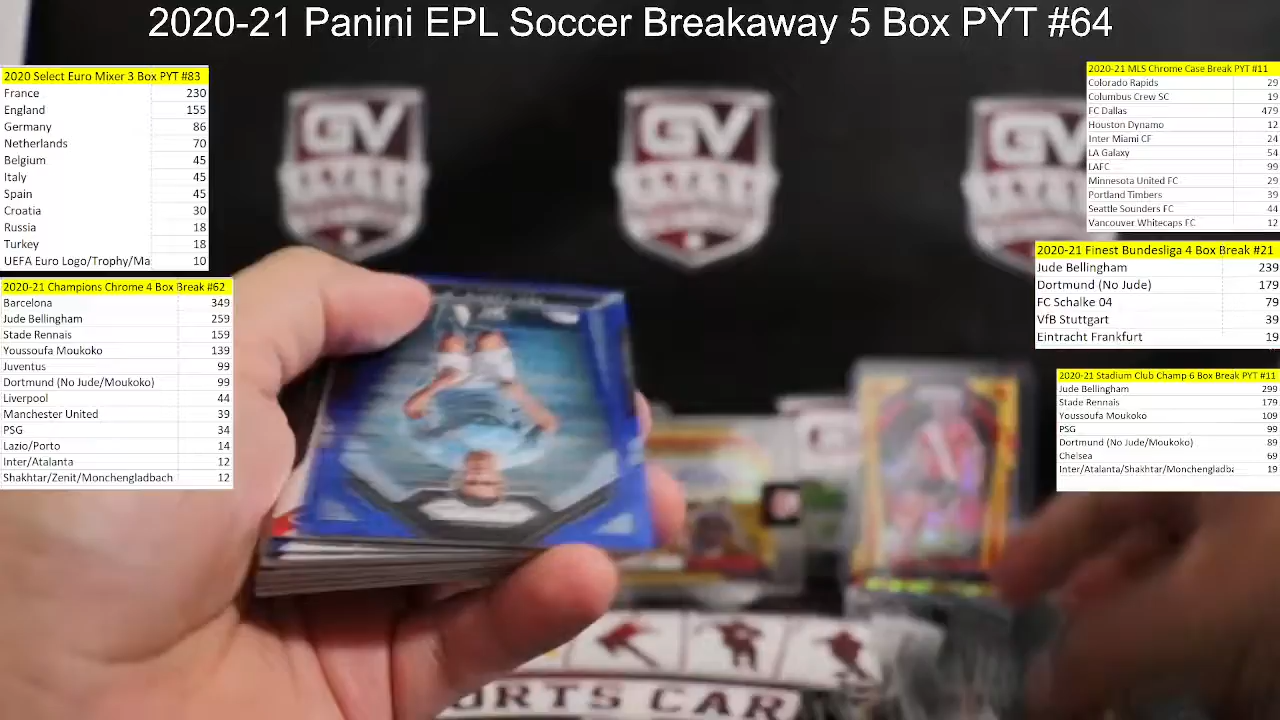 2020-21 Panini EPL Soccer Breakaway 5 Box PYT #64
2020 Select Euro Mixer 3 Box PYT #83
France 230
England 155
Germany 86
Netherlands 70
Belgium 45
Italy 45
Spain 45
Croatia 30
Russia 18
Turkey 18
UEFA Euro Logo/Trophy/Ma 10
2020-21 Champions Chrome 4 Box Break #62
Barcelona 349
Jude Bellingham 259
Stade Rennais 159
Youssoufa Moukoko 139
Juventus 99
Dortmund (No Jude/Moukoko) 99
Liverpool 44
Manchester United 39
PSG 34
Lazio/Porto 14
Inter/Atalanta 12
Shakhtar/Zenit/Monchengladbach 12
2020-21 MLS Chrome Case Break PYT #11
Colorado Rapids 29
Columbus Crew SC 19
FC Dallas 479
Houston Dynamo 12
Inter Miami CF 24
LA Galaxy 54
LAFC 99
Minnesota United FC 29
Portland Timbers 39
Seattle Sounders FC 44
Vancouver Whitecaps FC 12
2020-21 Finest Bundesliga 4 Box Break #21
Jude Bellingham 239
Dortmund (No Jude) 179
FC Schalke 04 79
VfB Stuttgart 39
Eintracht Frankfurt 19
2020-21 Stadium Club Champ 6 Box Break PYT #11
Jude Bellingham 299
Stade Rennais 179
Youssoufa Moukoko 109
PSG 99
Dortmund (No Jude/Moukoko) 89
Chelsea 69
Inter/Atalanta/Shakhtar/Monchengladba 19
GV
GV
GV
ORTS CAR